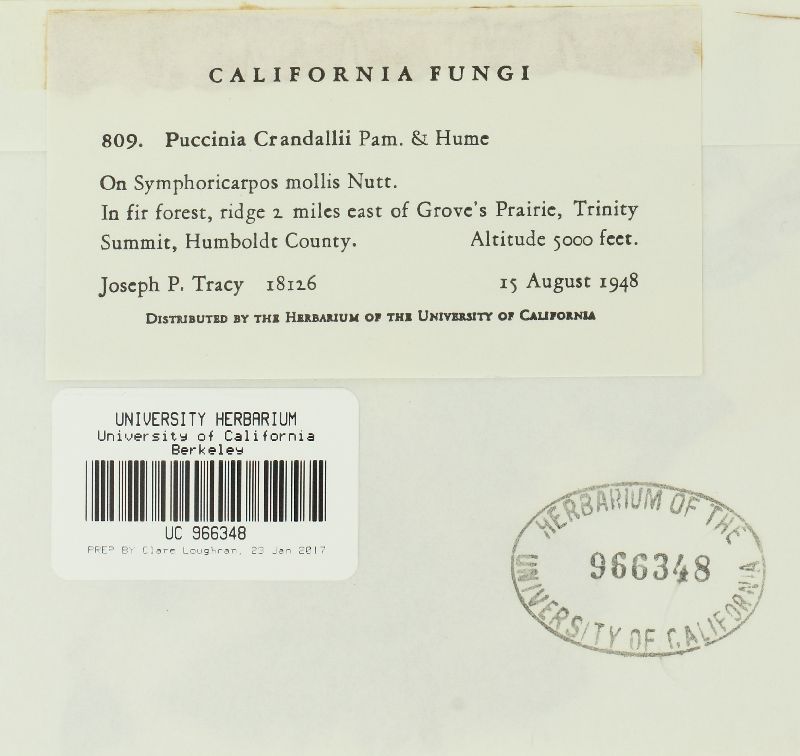 CALIFORNIA FUNGI
809. Puccinia Crandallii Pam. & Hume
On Symphoricarpos mollis Nutt.
In fir forest, ridge 2 miles east of Grove's Prairie, Trinity
Summit, Humboldt County. Altitude 5000 feet.
Joseph P. Tracy 18126 15 August 1948
DISTRIBUTED BY THE HERBARIUM OF THE UNIVERSITY OF CALIFORNIA
UNIVERSITY HERBARIUM
University of California
Berkeley
UC 966348
PREP BY Clare Loughran, 23 Jan 2017
HERBARIUM OF THE
966348
UNIVERSITY OF CALIFORNIA